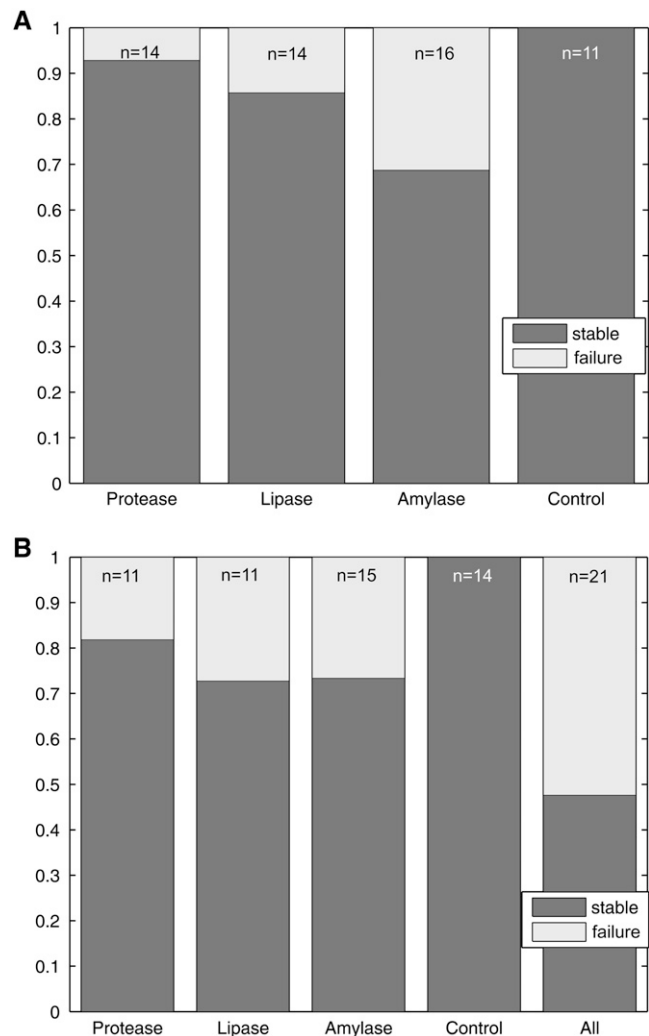 A
1
0.9
0.8
0.7
0.6
0.5
0.4
0.3
0.2
0.1
0
n=14
n=14
n=16
n=11
stable
failure
Protease Lipase Amylase Control
B
1
0.9
0.8
0.7
0.6
0.5
0.4
0.3
0.2
0.1
0
n=11
n=11
n=15
n=14
n=21
stable
failure
Protease Lipase Amylase Control All